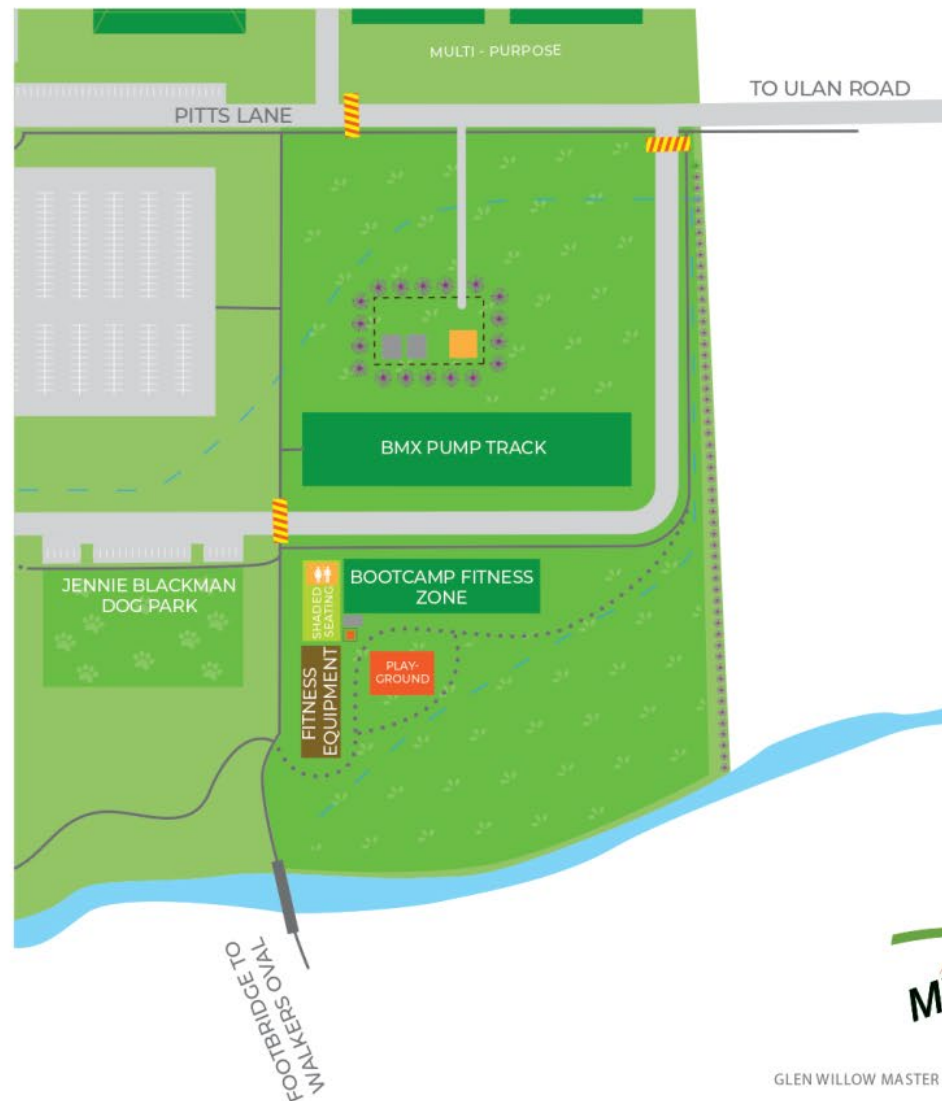 MULTI - PURPOSE
TO ULAN ROAD
PITTS LANE
BMX PUMP TRACK
JENNIE BLACKMAN
DOG PARK
SHADED
SEATING
BOOTCAMP FITNESS
ZONE
FITNESS
EQUIPMENT
PLAY-
GROUND
FOOTBRIDGE TO
WALKERS OVAL
GLEN WILLOW MASTER